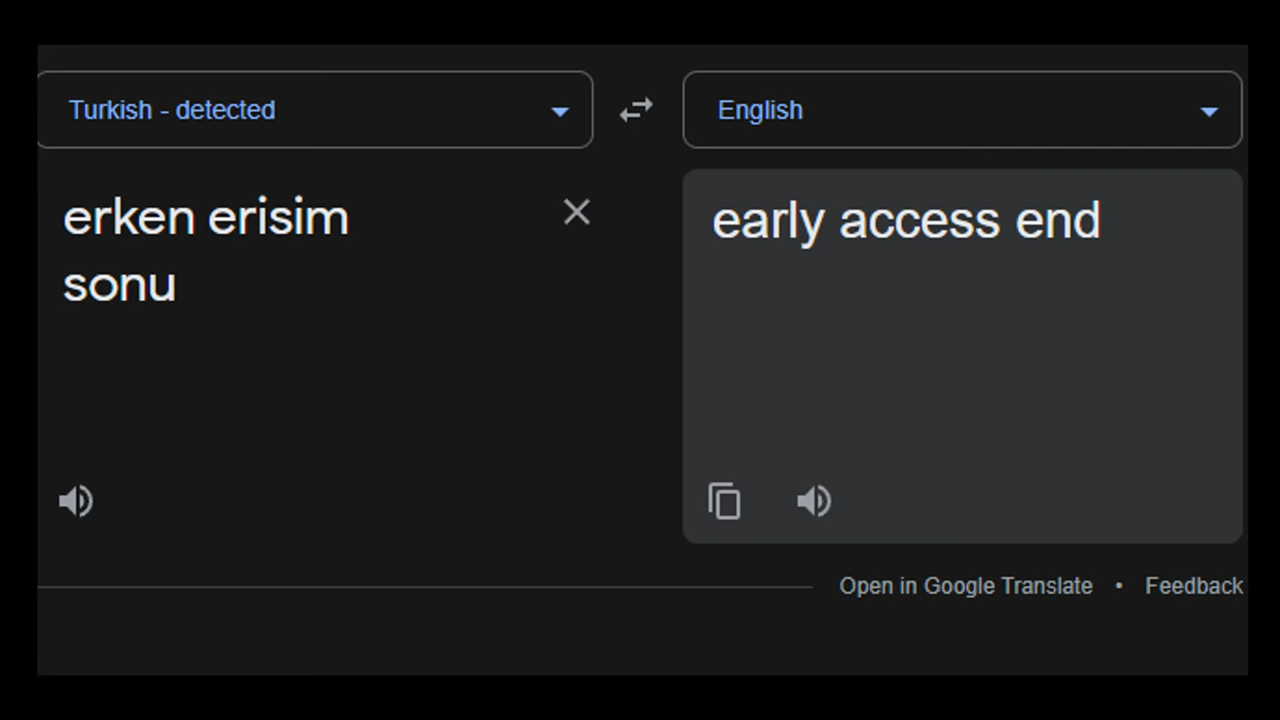 Turkish - detected
English
erken erisim
sonu
early access end
Open in Google Translate • Feedback